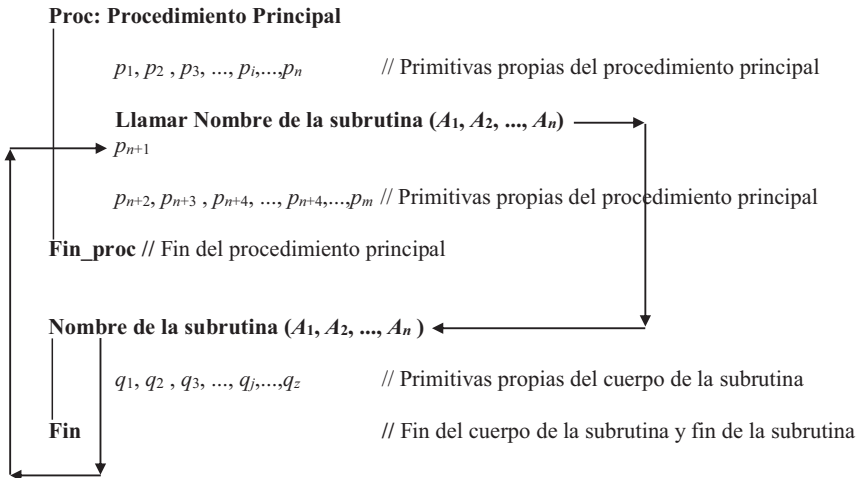 Proc: Procedimiento Principal
p1, p2 , p3, ..., pi,...,pn // Primitivas propias del procedimiento principal
Llamar Nombre de la subrutina (A1, A2, ..., An)
pn+1
pn+2, pn+3 , pn+4, ..., pn+4,...,pm // Primitivas propias del procedimiento principal
Fin_proc // Fin del procedimiento principal
Nombre de la subrutina (A1, A2, ..., An )
q1, q2 , q3, ..., qj,...,qz // Primitivas propias del cuerpo de la subrutina
Fin // Fin del cuerpo de la subrutina y fin de la subrutina